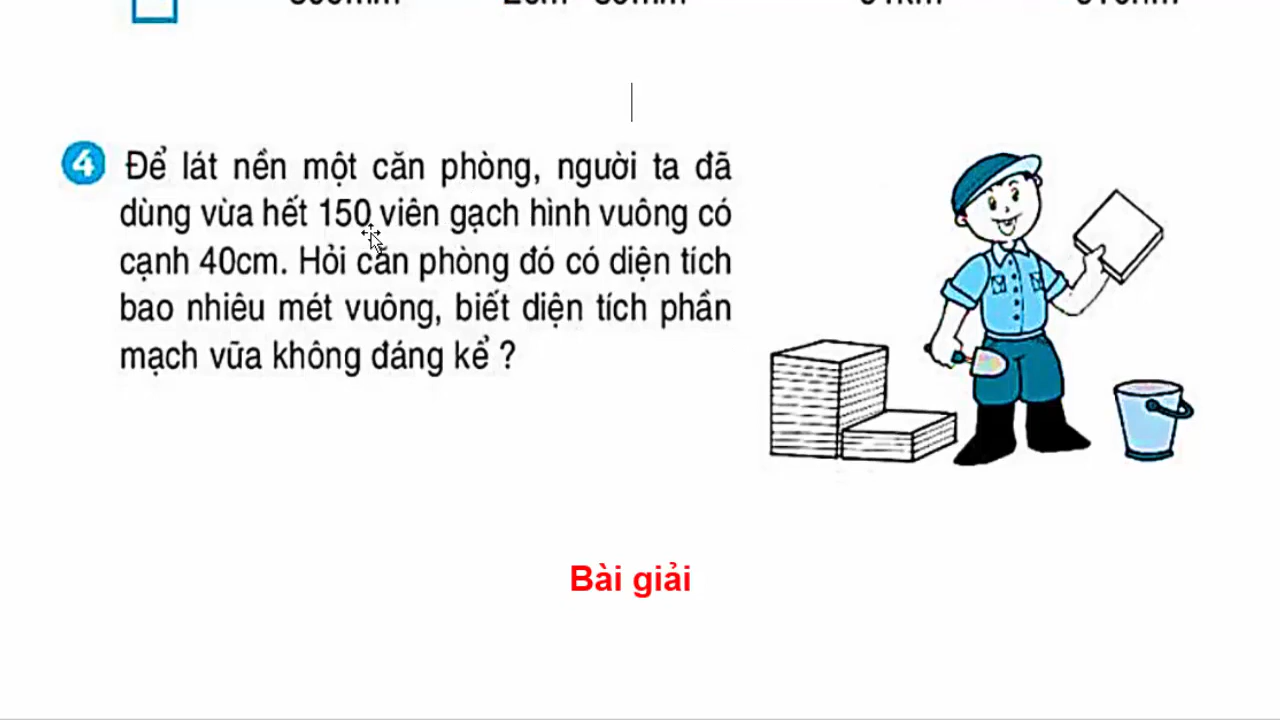 4 Để lát nền một căn phòng, người ta đã
dùng vừa hết 150 viên gạch hình vuông có
cạnh 40cm. Hỏi căn phòng đó có diện tích
bao nhiêu mét vuông, biết diện tích phần
mạch vữa không đáng kể ?
Bài giải